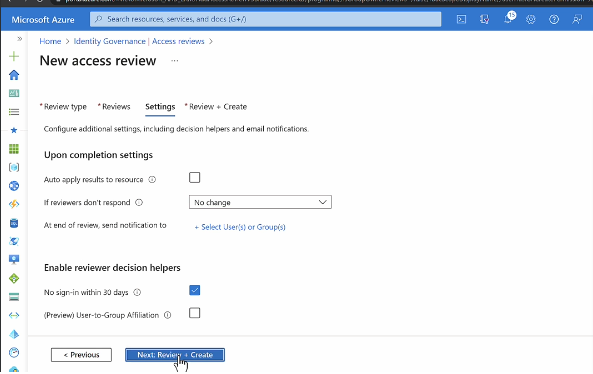 Microsoft Azure
Search resources, services, and docs (G+/)
15
Home > Identity Governance | Access reviews >
New access review ...
* Review type * Reviews Settings * Review + Create
Configure additional settings, including decision helpers and email notifications.
Upon completion settings
Auto apply results to resource
If reviewers don't respond
No change
At end of review, send notification to
+ Select User(s) or Group(s)
Enable reviewer decision helpers
No sign-in within 30 days
(Preview) User-to-Group Affiliation
< Previous
Next: Review + Create